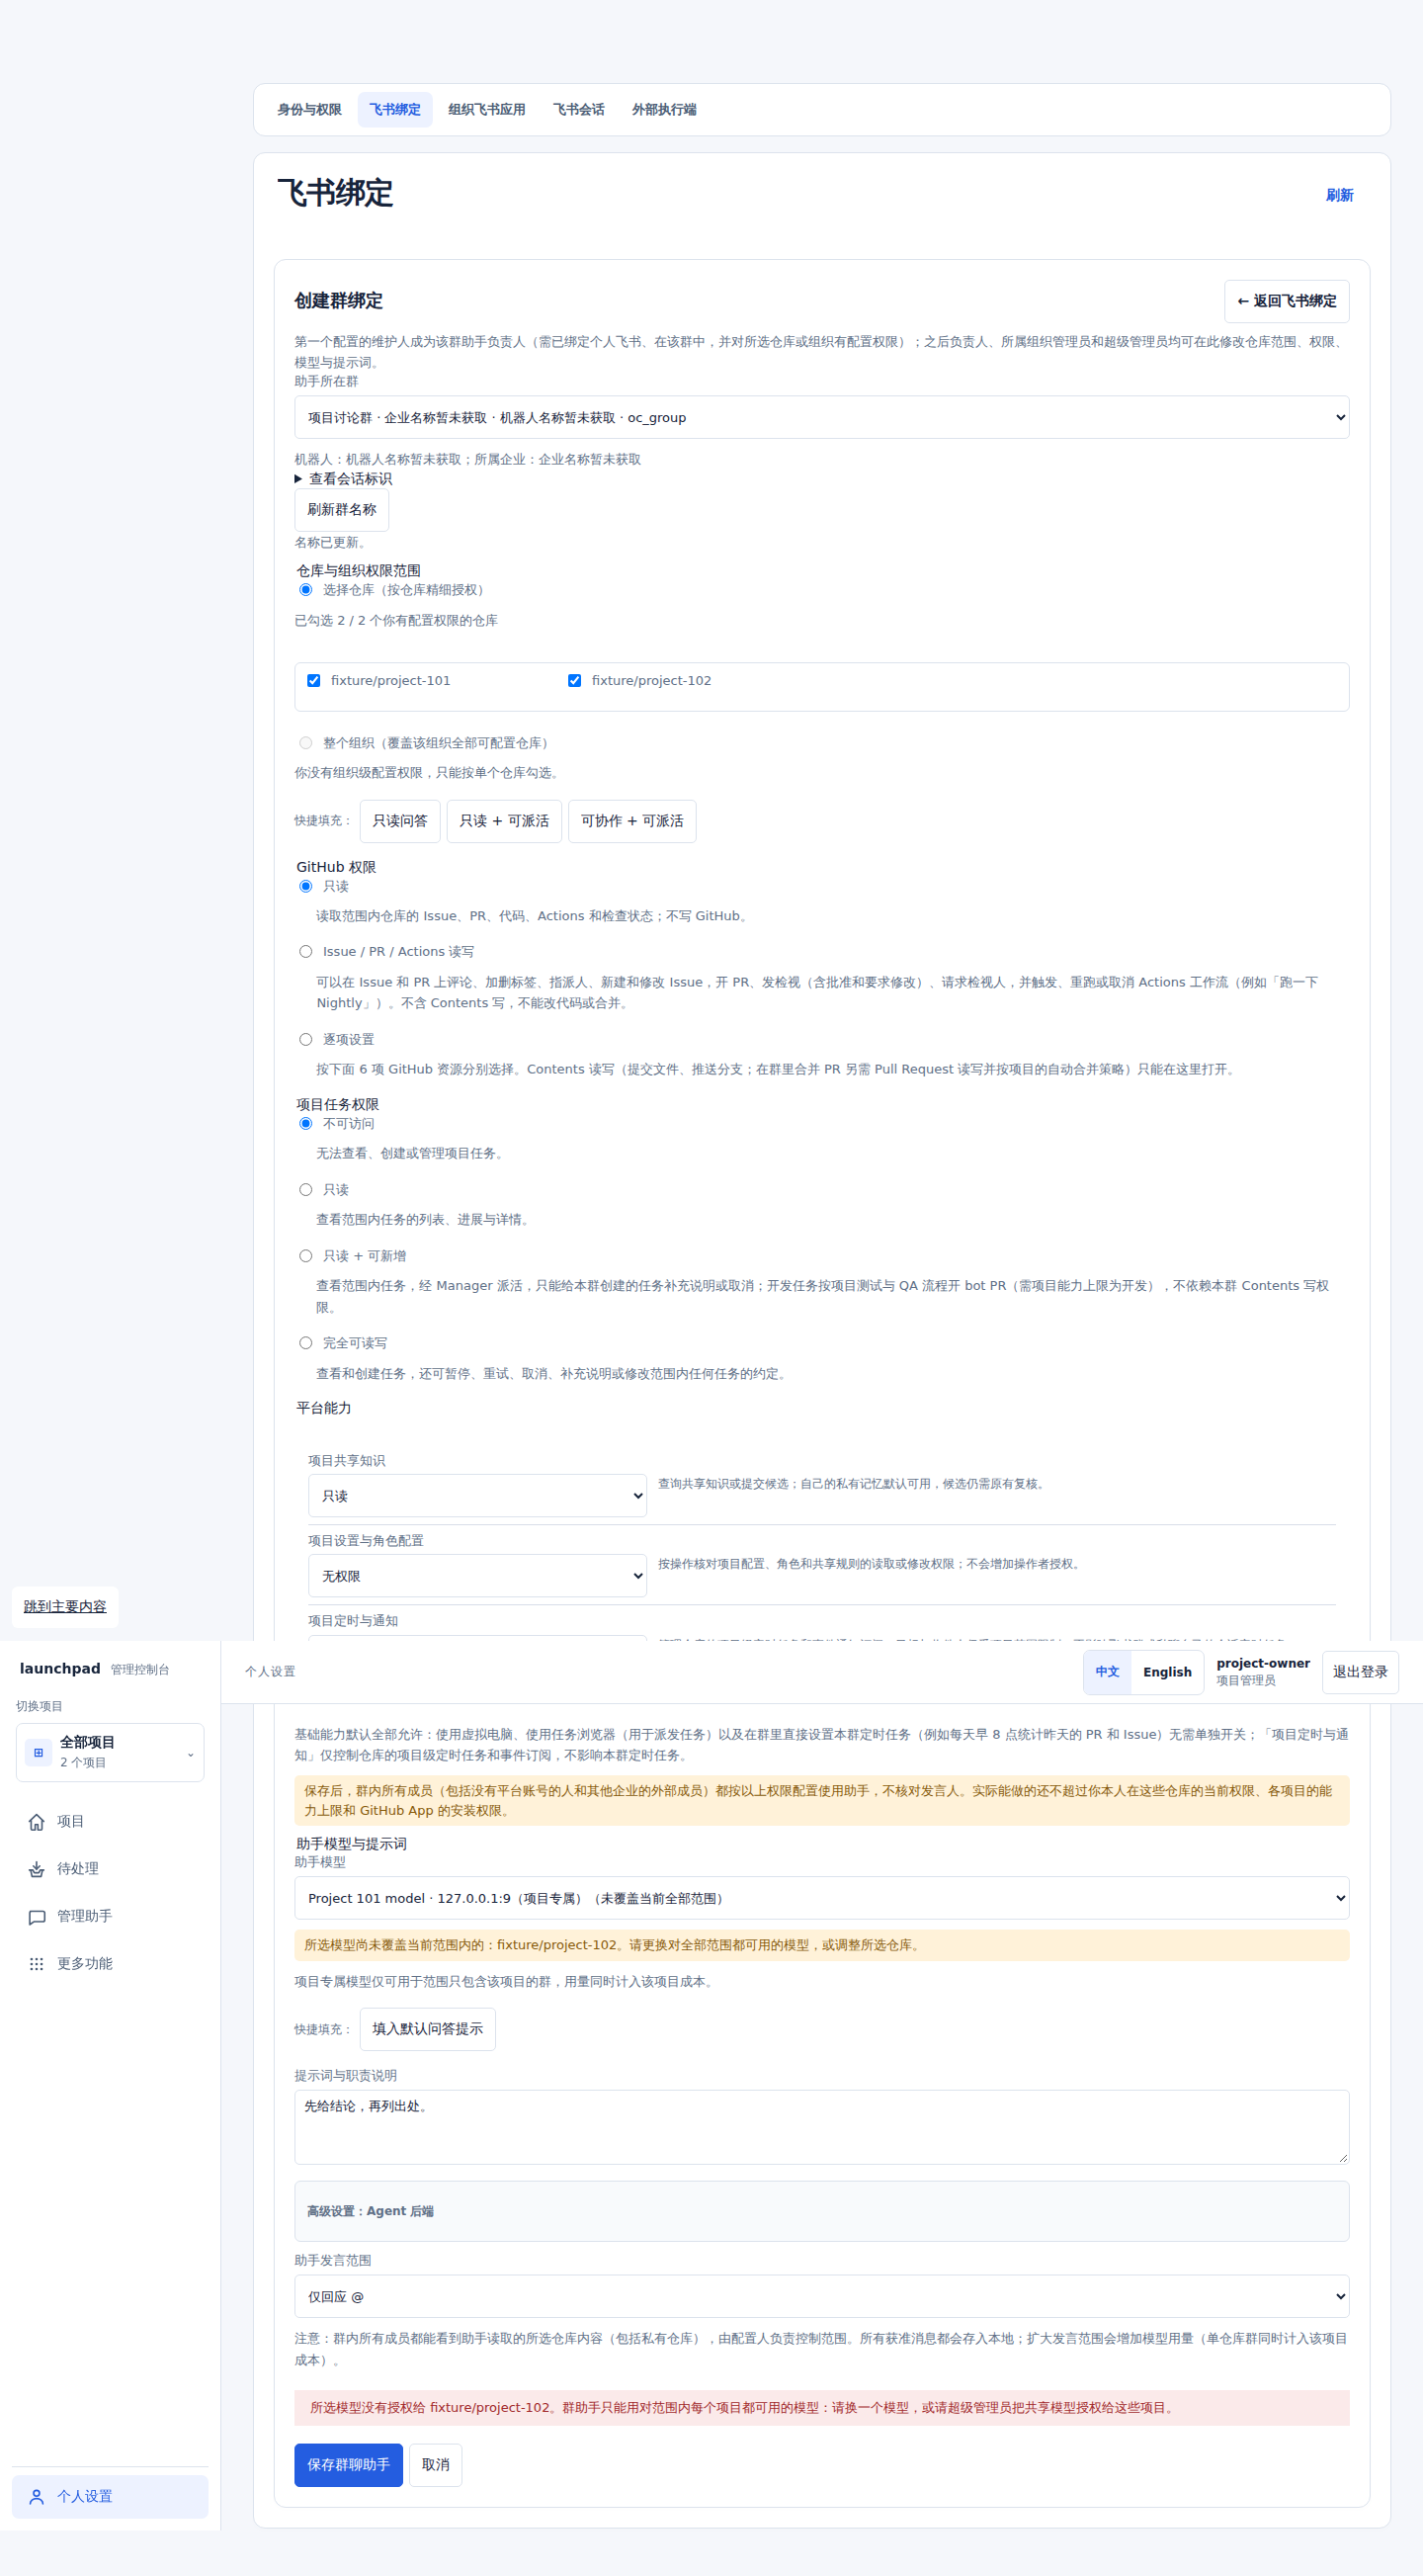 身份与权限 飞书绑定 组织飞书应用 飞书会话 外部执行端
飞书绑定
刷新
创建群绑定
← 返回飞书绑定
第一个配置的维护人成为该群助手负责人（需已绑定个人飞书、在该群中，并对所选仓库或组织有配置权限）；之后负责人、所属组织管理员和超级管理员均可在此修改仓库范围、权限、
模型与提示词。
助手所在群
项目讨论群 · 企业名称暂未获取 · 机器人名称暂未获取 · oc_group
机器人：机器人名称暂未获取；所属企业：企业名称暂未获取
查看会话标识
刷新群名称
名称已更新。
仓库与组织权限范围
选择仓库（按仓库精细授权）
已勾选 2 / 2 个你有配置权限的仓库
fixture/project-101 fixture/project-102
整个组织（覆盖该组织全部可配置仓库）
你没有组织级配置权限，只能按单个仓库勾选。
快捷填充： 只读问答 只读 + 可派活 可协作 + 可派活
GitHub 权限
只读
读取范围内仓库的 Issue、PR、代码、Actions 和检查状态；不写 GitHub。
Issue / PR / Actions 读写
可以在 Issue 和 PR 上评论、加删标签、指派人、新建和修改 Issue，开 PR、发检视（含批准和要求修改）、请求检视人，并触发、重跑或取消 Actions 工作流（例如「跑一下
Nightly」）。不含 Contents 写，不能改代码或合并。
逐项设置
按下面 6 项 GitHub 资源分别选择。Contents 读写（提交文件、推送分支；在群里合并 PR 另需 Pull Request 读写并按项目的自动合并策略）只能在这里打开。
项目任务权限
不可访问
无法查看、创建或管理项目任务。
只读
查看范围内任务的列表、进展与详情。
只读 + 可新增
查看范围内任务，经 Manager 派活，只能给本群创建的任务补充说明或取消；开发任务按项目测试与 QA 流程开 bot PR（需项目能力上限为开发），不依赖本群 Contents 写权
限。
完全可读写
查看和创建任务，还可暂停、重试、取消、补充说明或修改范围内任何任务的约定。
平台能力
项目共享知识
只读
查询共享知识或提交候选；自己的私有记忆默认可用，候选仍需原有复核。
项目设置与角色配置
无权限
按操作核对项目配置、角色和共享规则的读取或修改权限；不会增加操作者授权。
项目定时与通知
跳到主要内容
launchpad 管理控制台
切换项目
全部项目
2 个项目
项目
待处理
管理助手
更多功能
个人设置
个人设置
中文 English
project-owner
项目管理员
退出登录
基础能力默认全部允许：使用虚拟电脑、使用任务浏览器（用于派发任务）以及在群里直接设置本群定时任务（例如每天早 8 点统计昨天的 PR 和 Issue）无需单独开关；「项目定时与通
知」仅控制仓库的项目级定时任务和事件订阅，不影响本群定时任务。
保存后，群内所有成员（包括没有平台账号的人和其他企业的外部成员）都按以上权限配置使用助手，不核对发言人。实际能做的还不超过你本人在这些仓库的当前权限、各项目的能
力上限和 GitHub App 的安装权限。
助手模型与提示词
助手模型
Project 101 model · 127.0.0.1:9（项目专属）（未覆盖当前全部范围）
所选模型尚未覆盖当前范围内的：fixture/project-102。请更换对全部范围都可用的模型，或调整所选仓库。
项目专属模型仅可用于范围只包含该项目的群，用量同时计入该项目成本。
快捷填充： 填入默认问答提示
提示词与职责说明
先给结论，再列出处。
高级设置：Agent 后端
助手发言范围
仅回应 @
注意：群内所有成员都能看到助手读取的所选仓库内容（包括私有仓库），由配置人负责控制范围。所有获准消息都会存入本地；扩大发言范围会增加模型用量（单仓库群同时计入该项目
成本）。
所选模型没有授权给 fixture/project-102。群助手只能用对范围内每个项目都可用的模型：请换一个模型，或请超级管理员把共享模型授权给这些项目。
保存群聊助手 取消